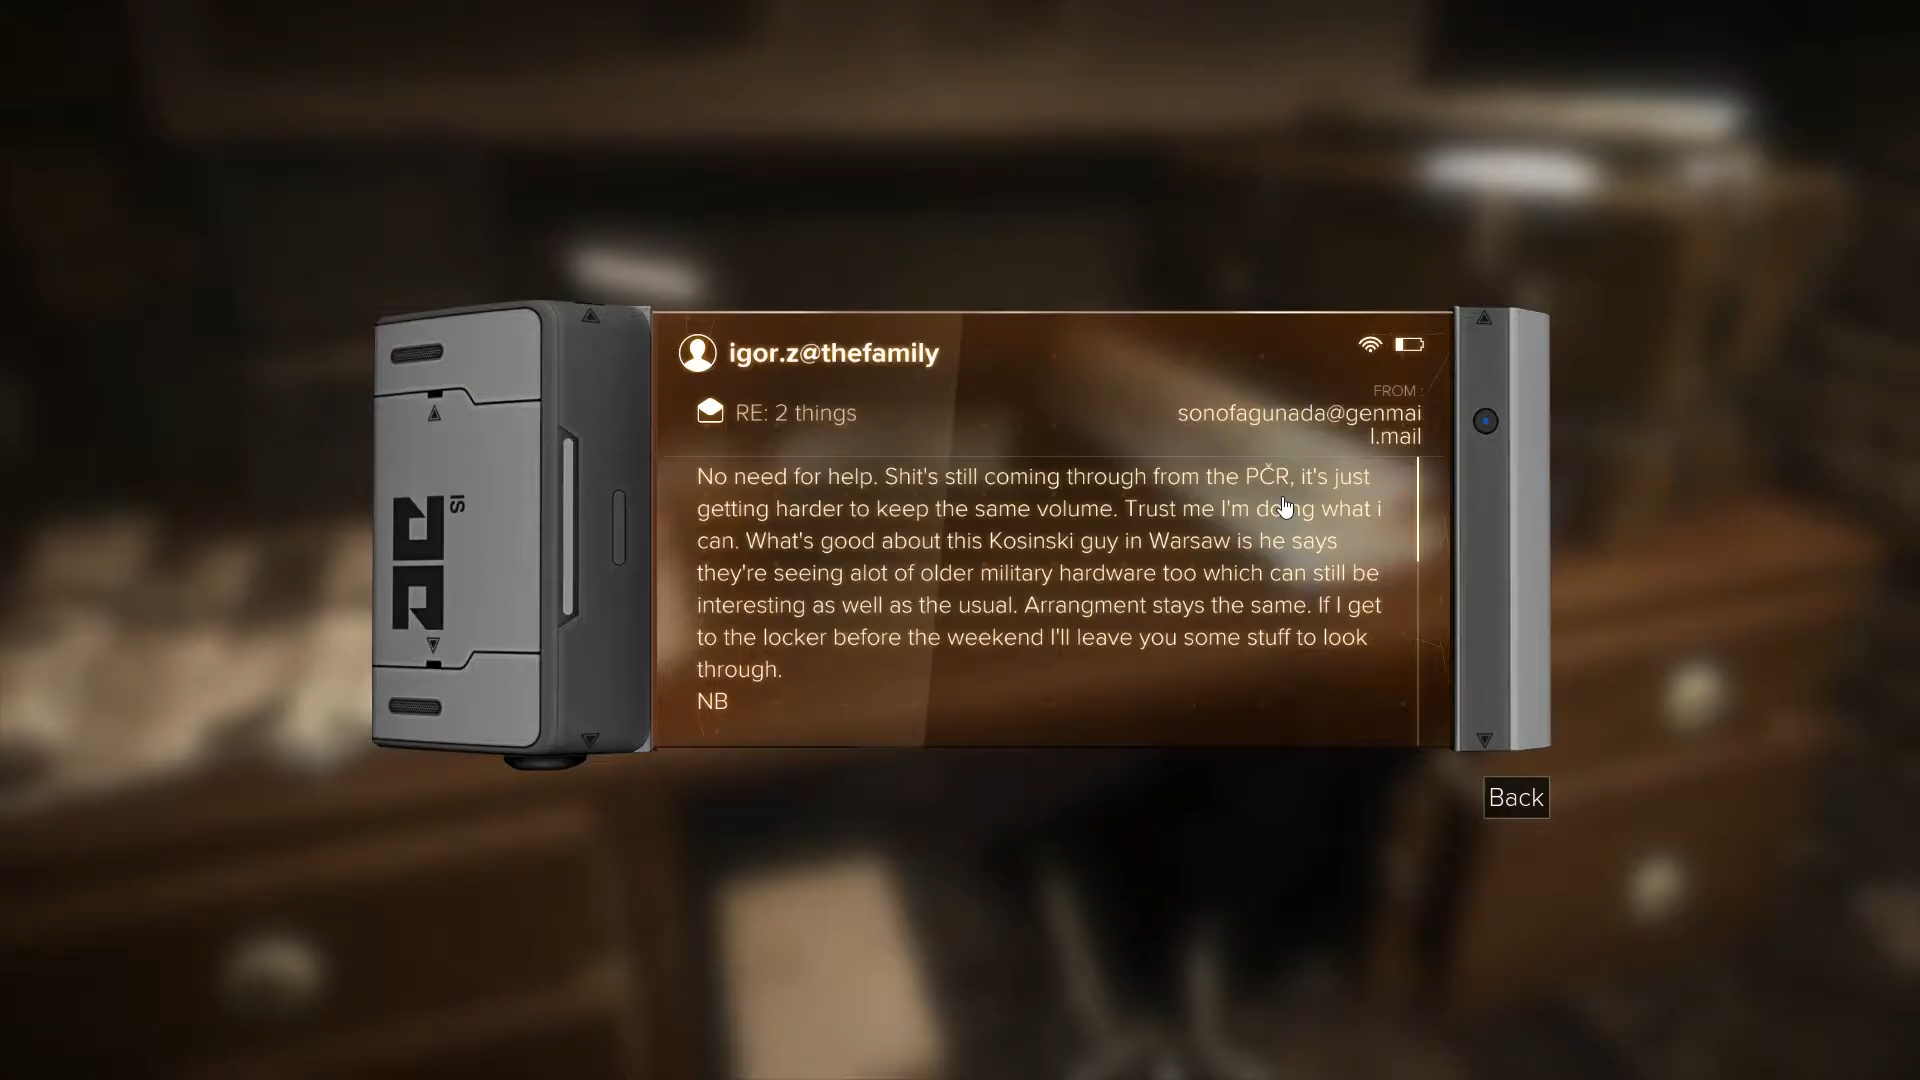 igor.z@thefamily
FROM :
RE: 2 things
sonofagunada@genmai
l.mail
No need for help. Shit's still coming through from the PČR, it's just
getting harder to keep the same volume. Trust me I'm doing what i
can. What's good about this Kosinski guy in Warsaw is he says
they're seeing alot of older military hardware too which can still be
interesting as well as the usual. Arrangment stays the same. If I get
to the locker before the weekend I'll leave you some stuff to look
through.
NB
IS
Back